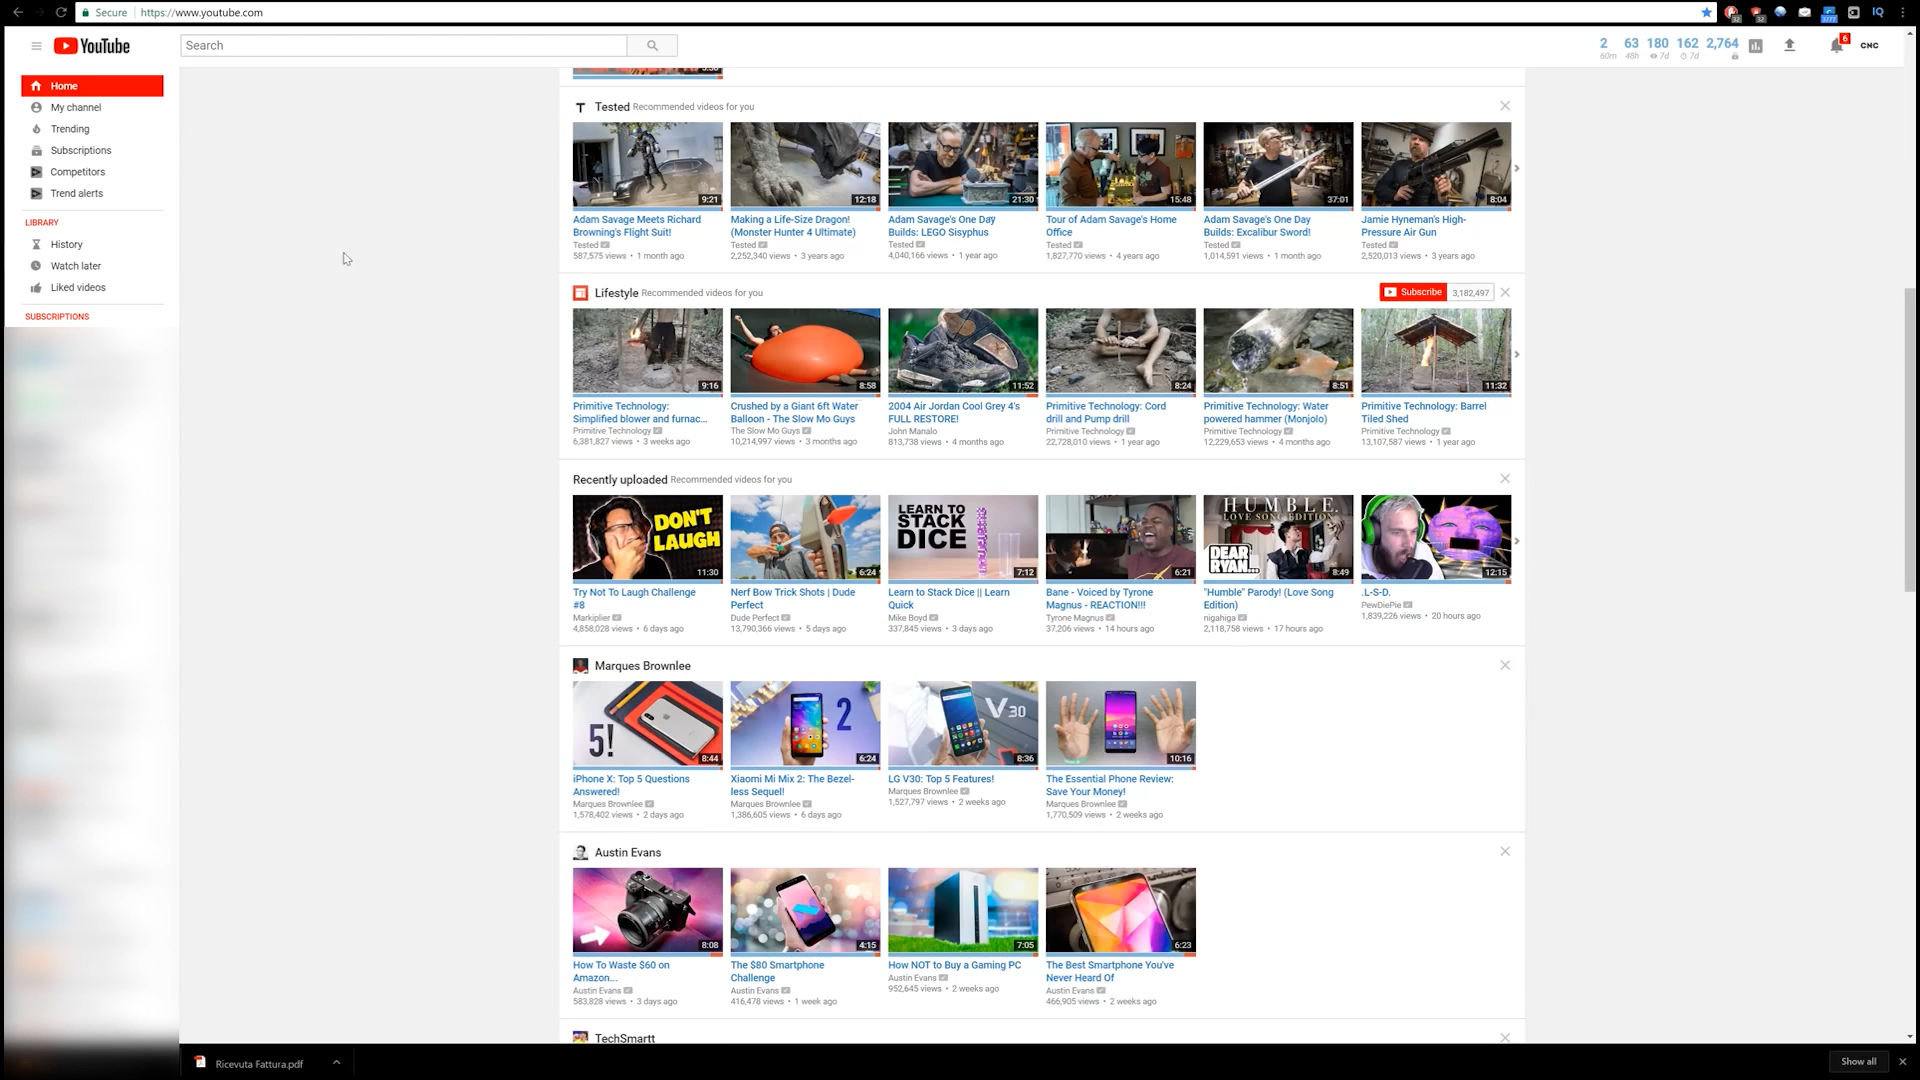 Secure https://www.youtube.com
YouTube
Search
2 63 180 162 2,764
60m 48h 7d 7d
6
CNC
Home
My channel
Trending
Subscriptions
Competitors
Trend alerts
LIBRARY
History
Watch later
Liked videos
SUBSCRIPTIONS
T Tested Recommended videos for you
9:21 12:18 21:30 15:48 37:01 8:04
Adam Savage Meets Richard
Browning's Flight Suit!
Tested
587,575 views • 1 month ago
Making a Life-Size Dragon!
(Monster Hunter 4 Ultimate)
Tested
2,252,340 views • 3 years ago
Adam Savage's One Day
Builds: LEGO Sisyphus
Tested
4,040,166 views • 1 year ago
Tour of Adam Savage's Home
Office
Tested
1,827,770 views • 4 years ago
Adam Savage's One Day
Builds: Excalibur Sword!
Tested
1,014,591 views • 1 month ago
Jamie Hyneman's High-
Pressure Air Gun
Tested
2,520,013 views • 3 years ago
Lifestyle Recommended videos for you
Subscribe 3,182,497
9:16 8:58 11:52 8:24 8:51 11:32
Primitive Technology:
Simplified blower and furnac...
Primitive Technology
6,381,827 views • 3 weeks ago
Crushed by a Giant 6ft Water
Balloon - The Slow Mo Guys
The Slow Mo Guys
10,214,997 views • 3 months ago
2004 Air Jordan Cool Grey 4's
FULL RESTORE!
John Manalo
813,738 views • 4 months ago
Primitive Technology: Cord
drill and Pump drill
Primitive Technology
22,728,010 views • 1 year ago
Primitive Technology: Water
powered hammer (Monjolo)
Primitive Technology
12,229,653 views • 4 months ago
Primitive Technology: Barrel
Tiled Shed
Primitive Technology
13,107,587 views • 1 year ago
Recently uploaded Recommended videos for you
DON'T
LAUGH
11:30
6:24
LEARN TO
STACK
DICE
7:12
6:21
HUMBLE.
LOVE SONG EDITION
DEAR
RYAN...
8:49
12:15
Try Not To Laugh Challenge
#8
Markiplier
4,858,028 views • 6 days ago
Nerf Bow Trick Shots | Dude
Perfect
Dude Perfect
13,790,366 views • 5 days ago
Learn to Stack Dice || Learn
Quick
Mike Boyd
337,845 views • 3 days ago
Bane - Voiced by Tyrone
Magnus - REACTION!!!
Tyrone Magnus
37,206 views • 14 hours ago
"Humble" Parody! (Love Song
Edition)
nigahiga
2,118,758 views • 17 hours ago
.L-S-D.
PewDiePie
1,839,226 views • 20 hours ago
Marques Brownlee
5!
8:44
2
6:24
V30
8:36
10:16
iPhone X: Top 5 Questions
Answered!
Marques Brownlee
1,578,402 views • 2 days ago
Xiaomi Mi Mix 2: The Bezel-
less Sequel!
Marques Brownlee
1,386,605 views • 6 days ago
LG V30: Top 5 Features!
Marques Brownlee
1,527,797 views • 2 weeks ago
The Essential Phone Review:
Save Your Money!
Marques Brownlee
1,770,509 views • 2 weeks ago
Austin Evans
8:08 4:15 7:05 6:23
How To Waste $60 on
Amazon...
Austin Evans
583,828 views • 3 days ago
The $80 Smartphone
Challenge
Austin Evans
416,478 views • 1 week ago
How NOT to Buy a Gaming PC
Austin Evans
952,645 views • 2 weeks ago
The Best Smartphone You've
Never Heard Of
Austin Evans
466,905 views • 2 weeks ago
TechSmartt
Ricevuta Fattura.pdf
Show all